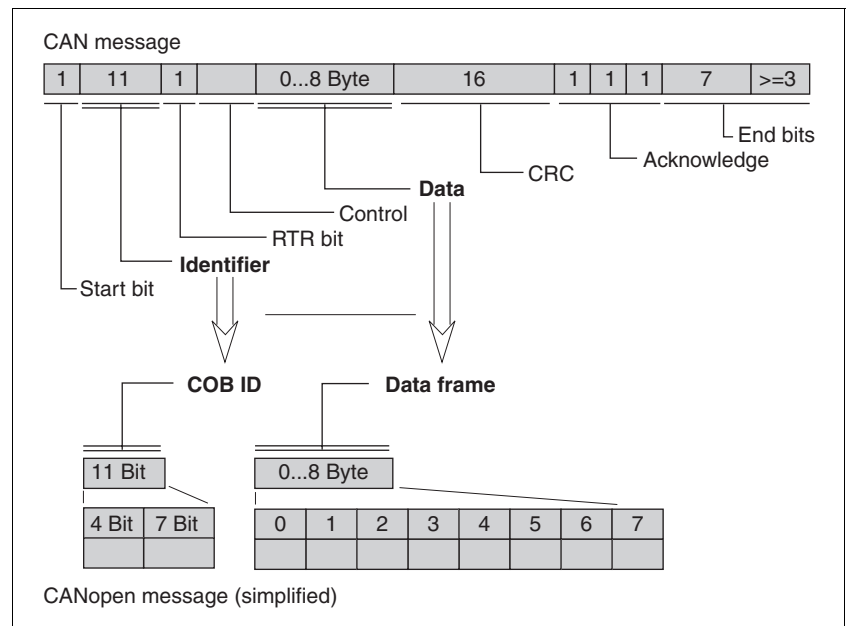 CAN message
1 11 1 0...8 Byte 16 1 1 1 7 >=3
End bits
Acknowledge
CRC
Data
Control
RTR bit
Identifier
Start bit
COB ID Data frame
11 Bit 0...8 Byte
4 Bit 7 Bit 0 1 2 3 4 5 6 7
CANopen message (simplified)